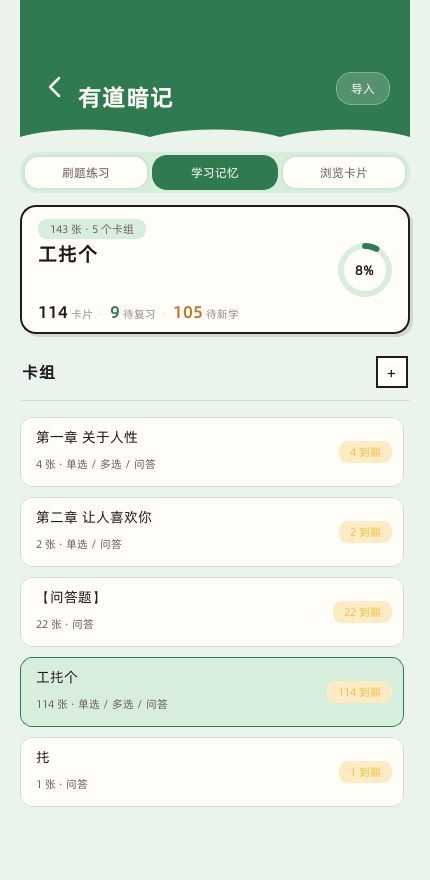 有道暗记
导入
刷题练习
学习记忆
浏览卡片
143 张 · 5 个卡组
工扥个
8%
114 卡片 · 9 待复习 · 105 待新学
卡组
+
第一章 关于人性
4 张 · 单选 / 多选 / 问答
4 到期
第二章 让人喜欢你
2 张 · 单选 / 问答
2 到期
【问答题】
22 张 · 问答
22 到期
工扥个
114 张 · 单选 / 多选 / 问答
114 到期
扥
1 张 · 问答
1 到期